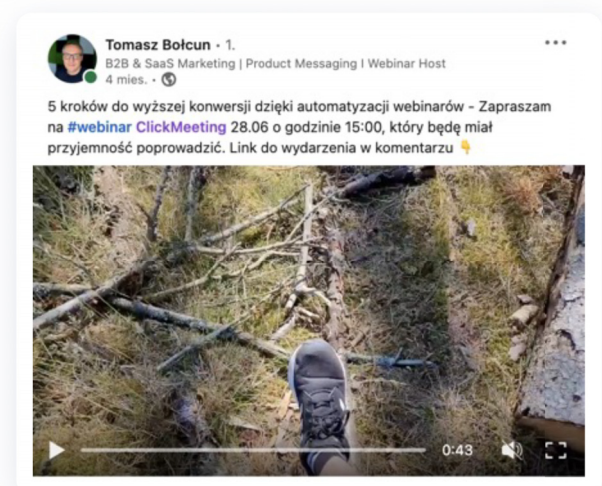 Tomasz Bołcun • 1.
B2B & SaaS Marketing | Product Messaging I Webinar Host
4 mies. •
5 kroków do wyższej konwersji dzięki automatyzacji webinarów - Zapraszam
na #webinar ClickMeeting 28.06 o godzinie 15:00, który będę miał
przyjemność poprowadzić. Link do wydarzenia w komentarzu 👇
0:43